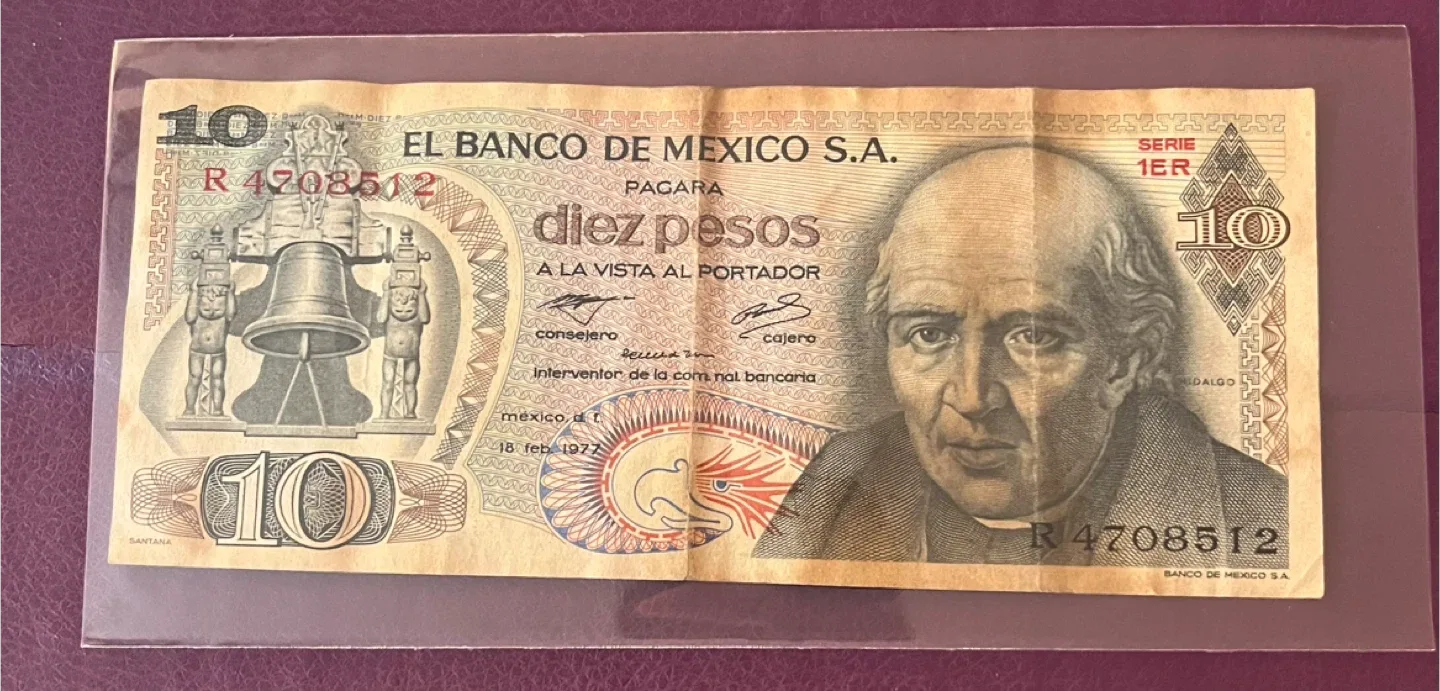 10
EL BANCO DE MEXICO S.A.
SERIE
1ER
R 4708512
PAGARA
diez pesos
10
A LA VISTA AL PORTADOR
consejero
cajero
interventor de la com. nal. bancaria
HIDALGO
mexico, d. f.
18 feb. 1977
10
R 4708512
SANTANA
BANCO DE MEXICO S.A.